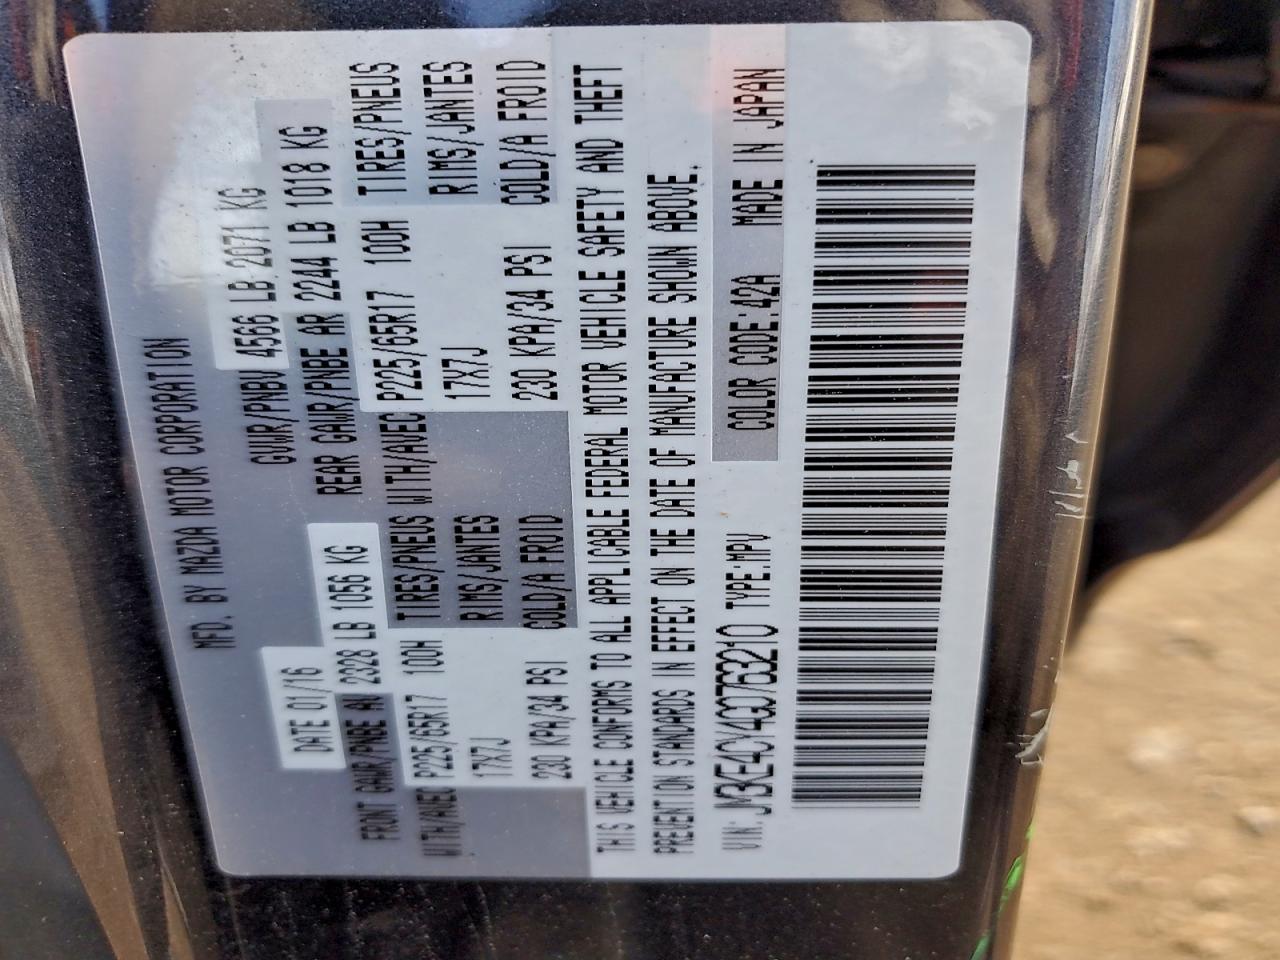 MFD. BY MAZDA MOTOR CORPORATION
DATE 01/16 GWWR/PNBV 4566 LB 2071 KG
FRONT GAWR/PNBE AV 2328 LB 1056 KG REAR GAWR/PNBE AR 2244 LB 1018 KG
WITH/AVEC P225/65R17 100H TIRES/PNEUS WITH/AVEC P225/65R17 100H TIRES/PNEUS
17X7J RIMS/JANTES 17X7J RIMS/JANTES
230 KPA/34 PSI COLD/A FROID 230 KPA/34 PSI COLD/A FROID
THIS VEHICLE CONFORMS TO ALL APPLICABLE FEDERAL MOTOR VEHICLE SAFETY AND THEFT
PREVENTION STANDARDS IN EFFECT ON THE DATE OF MANUFACTURE SHOWN ABOVE.
VIN: JM3KE4CY4G0763210 TYPE:MPV COLOR CODE:42A MADE IN JAPAN